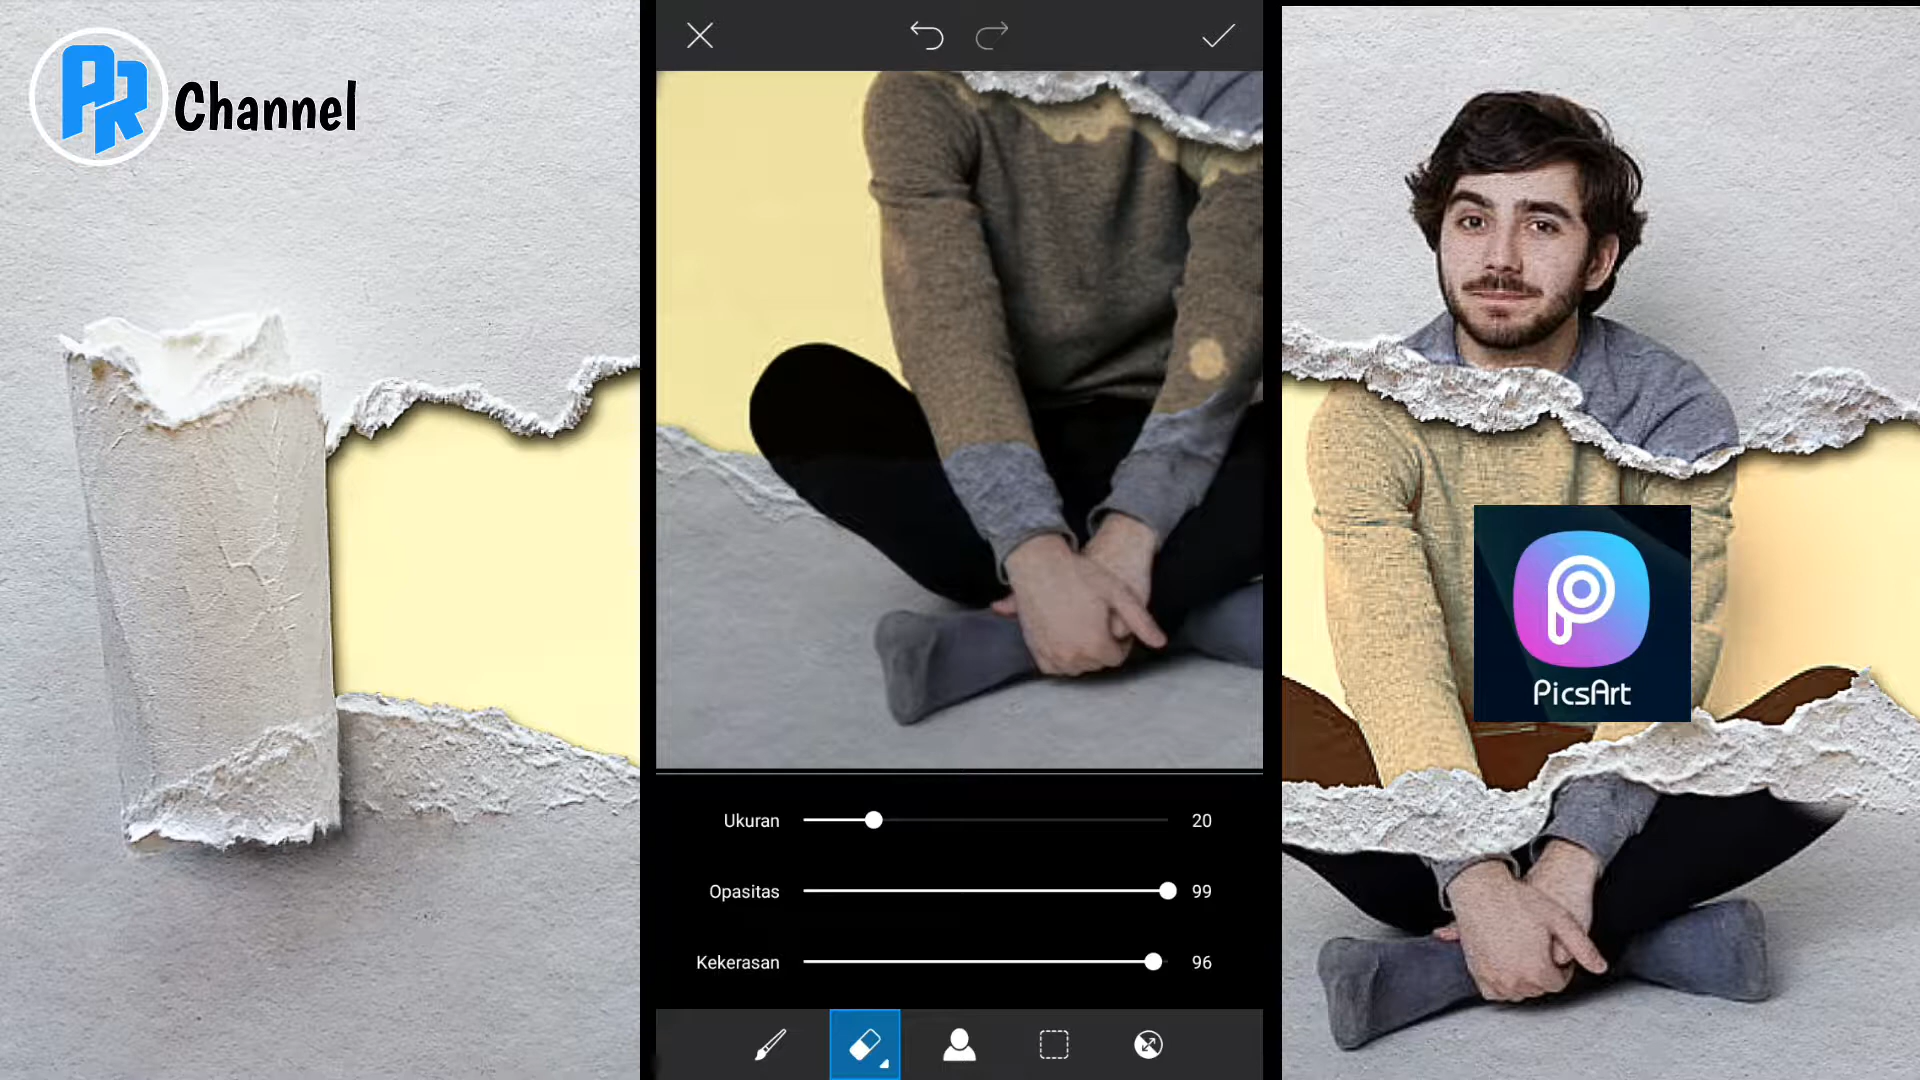 PR Channel
Ukuran 20
Opasitas 99
Kekerasan 96
PicsArt